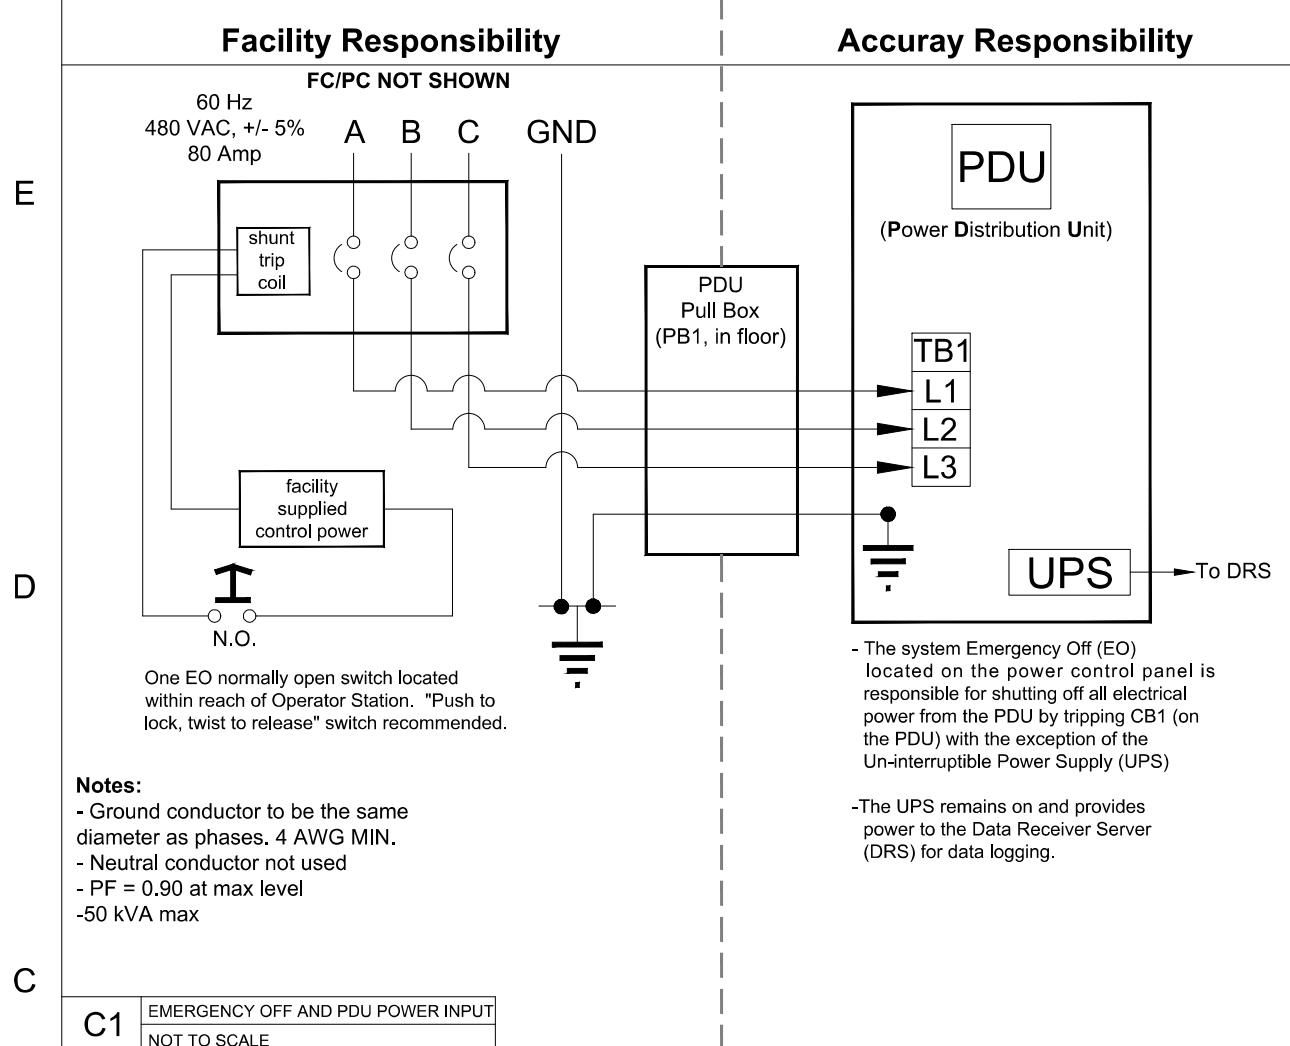 Facility Responsibility
Accuray Responsibility
FC/PC NOT SHOWN
60 Hz
480 VAC, +/- 5%
80 Amp
A B C GND
E
shunt
trip
coil
PDU
(Power Distribution Unit)
PDU
Pull Box
(PB1, in floor)
TB1
L1
L2
L3
facility
supplied
control power
N.O.
D
UPS
To DRS
One EO normally open switch located
within reach of Operator Station. "Push to
lock, twist to release" switch recommended.
- The system Emergency Off (EO)
located on the power control panel is
responsible for shutting off all electrical
power from the PDU by tripping CB1 (on
the PDU) with the exception of the
Un-interruptible Power Supply (UPS)
-The UPS remains on and provides
power to the Data Receiver Server
(DRS) for data logging.
Notes:
- Ground conductor to be the same
diameter as phases. 4 AWG MIN.
- Neutral conductor not used
- PF = 0.90 at max level
-50 kVA max
C
C1
EMERGENCY OFF AND PDU POWER INPUT
NOT TO SCALE